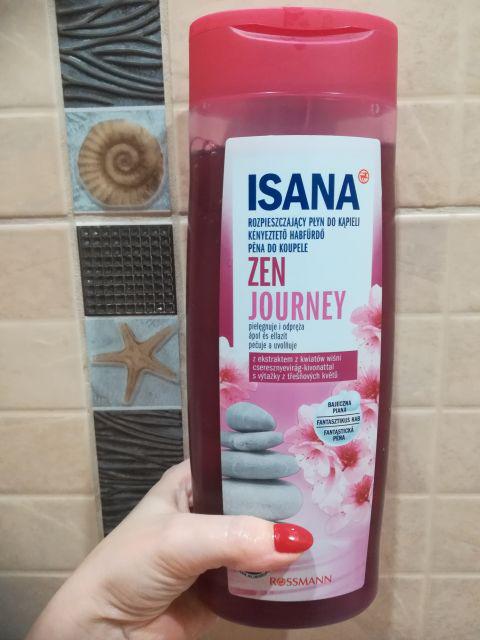 ISANA
ROZPIESZCZAJĄCY PŁYN DO KĄPIELI
KÉNYEZTETŐ HABFÜRDŐ
PĚNA DO KOUPELE
ZEN
JOURNEY
pielęgnuje i odpręża
ápol és ellazít
pečuje a uvolňuje
z ekstraktem z kwiatów wiśni
cseresznyevirág-kivonattal
s výtažky z třešňových květů
BAJECZNA
PIANA
FANTASZTIKUS HAB
FANTASTICKÁ
PĚNA
ROSSMANN